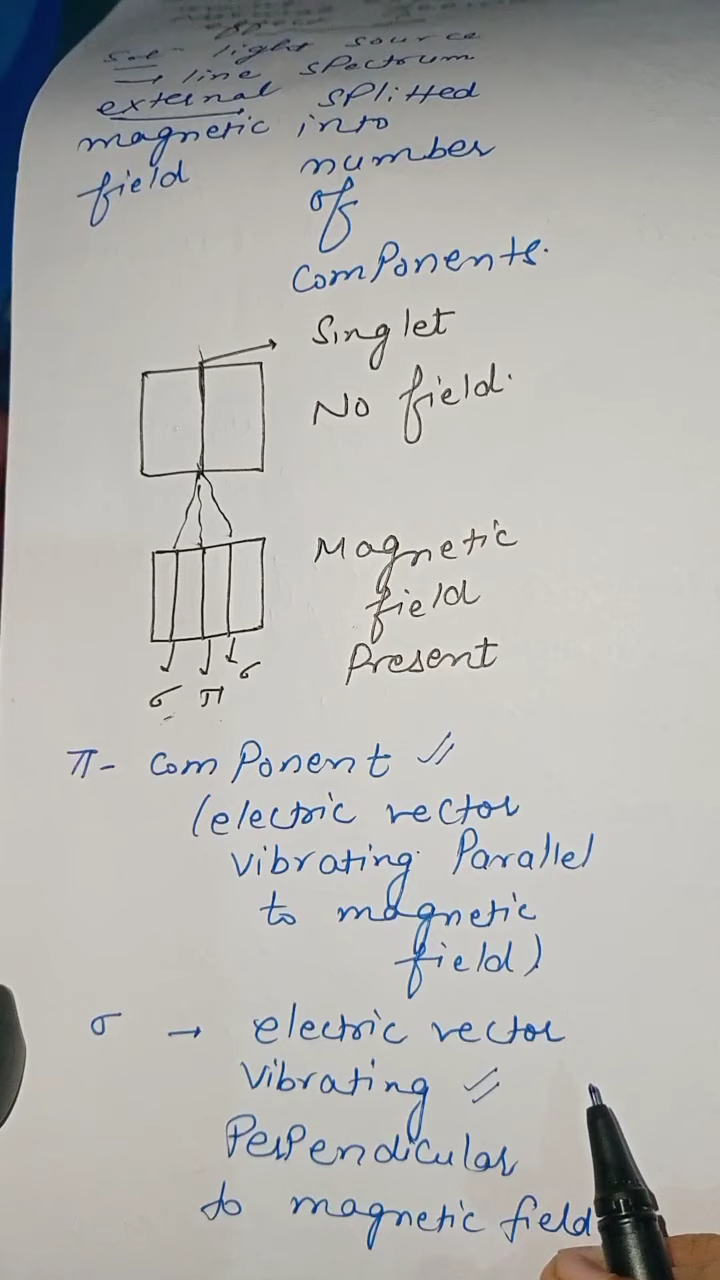 light source
→ line spectrum
external splitted
magnetic into
field number
of
components.
Singlet
No field.
Magnetic
field
Present
σ π σ
π- component //
(electric vector
vibrating Parallel
to magnetic
field)
σ → electric vector
vibrating //
Perpendicular
to magnetic field